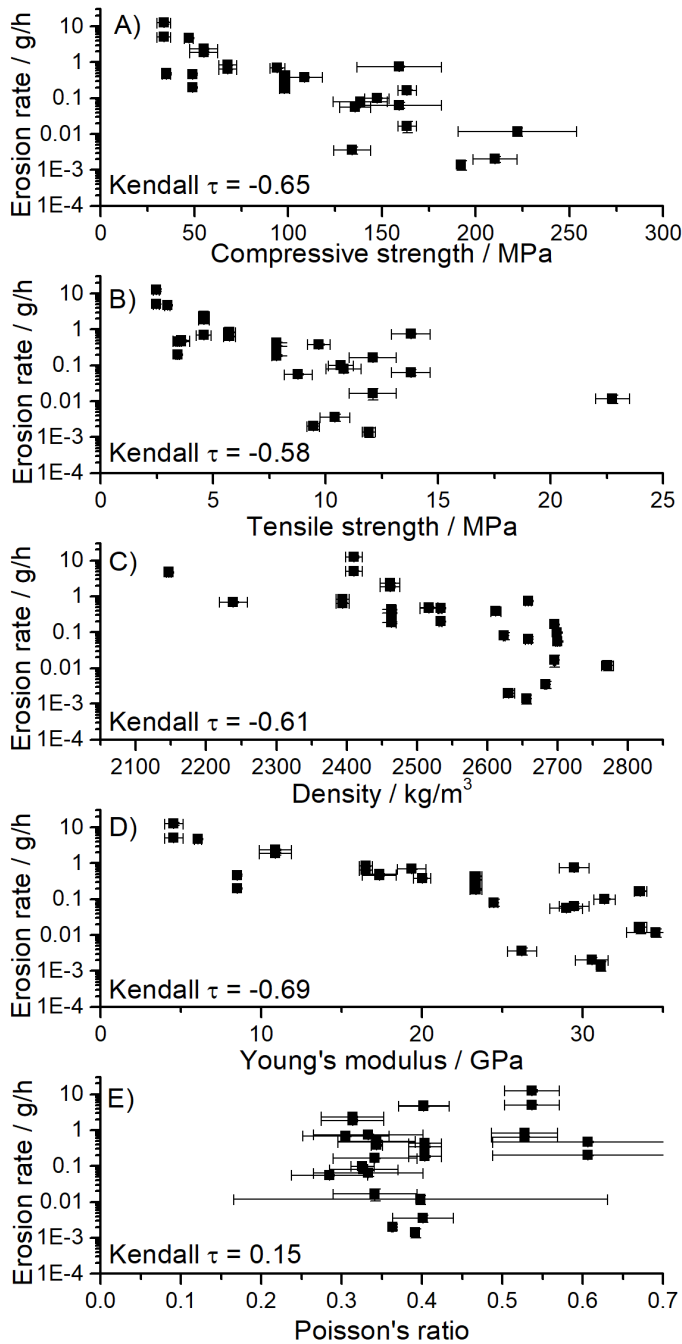 A)
Erosion rate / g/h
10
1
0.1
0.01
1E-3
1E-4
Kendall τ = -0.65
0 50 100 150 200 250 300
Compressive strength / MPa
B)
Erosion rate / g/h
10
1
0.1
0.01
1E-3
1E-4
Kendall τ = -0.58
0 5 10 15 20 25
Tensile strength / MPa
C)
Erosion rate / g/h
10
1
0.1
0.01
1E-3
1E-4
Kendall τ = -0.61
2100 2200 2300 2400 2500 2600 2700 2800
Density / kg/m³
D)
Erosion rate / g/h
10
1
0.1
0.01
1E-3
1E-4
Kendall τ = -0.69
0 10 20 30
Young's modulus / GPa
E)
Erosion rate / g/h
10
1
0.1
0.01
1E-3
1E-4
Kendall τ = 0.15
0.0 0.1 0.2 0.3 0.4 0.5 0.6 0.7
Poisson's ratio